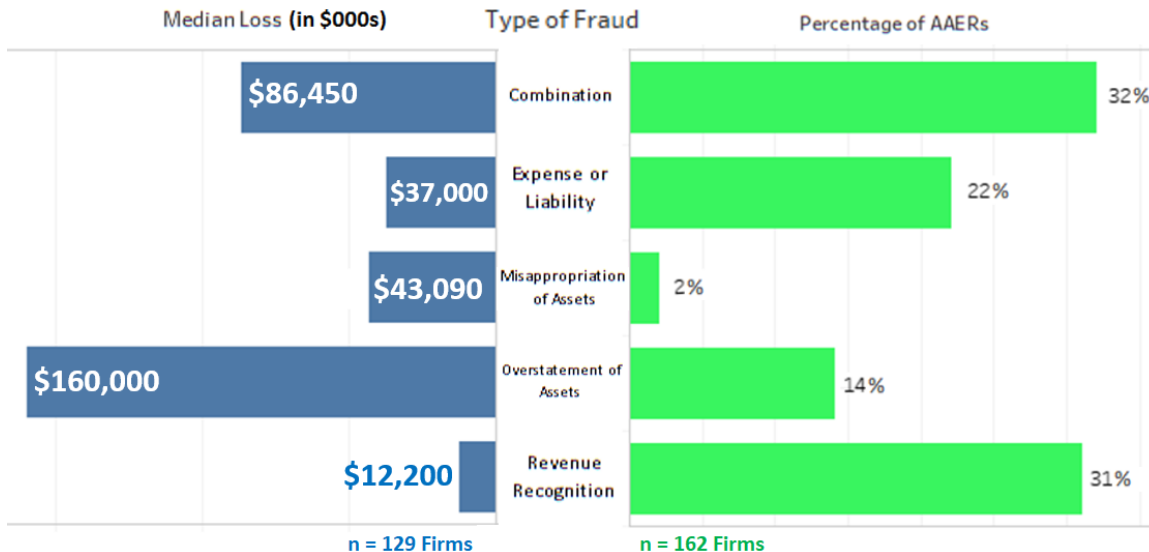 Median Loss (in $000s) Type of Fraud Percentage of AAERs
$86,450 Combination 32%
Expense or
$37,000 Liability 22%
Misappropriation
$43,090 of Assets 2%
Overstatement of
$160,000 Assets 14%
Revenue
$12,200 Recognition 31%
n = 129 Firms n = 162 Firms